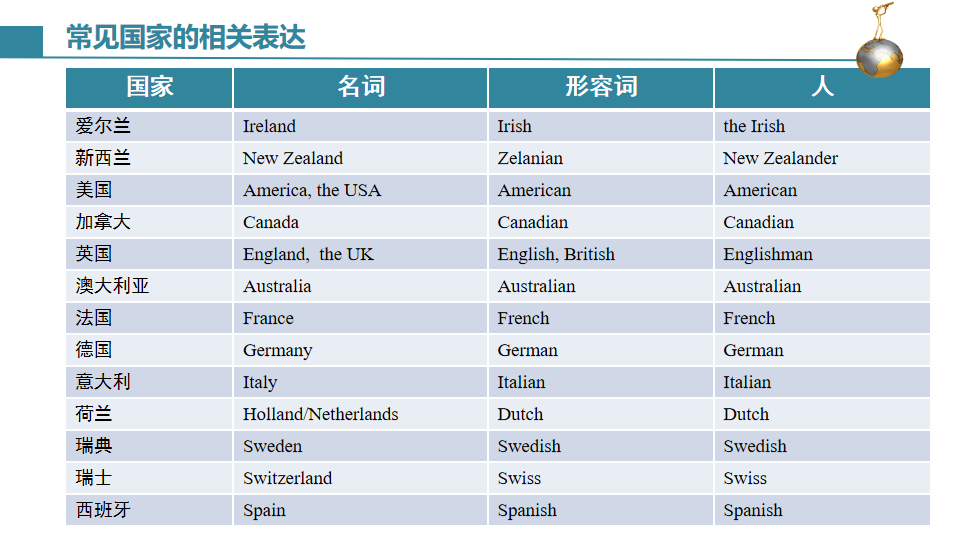 常见国家的相关表达
国家 名词 形容词 人
爱尔兰 Ireland Irish the Irish
新西兰 New Zealand Zelanian New Zealander
美国 America, the USA American American
加拿大 Canada Canadian Canadian
英国 England, the UK English, British Englishman
澳大利亚 Australia Australian Australian
法国 France French French
德国 Germany German German
意大利 Italy Italian Italian
荷兰 Holland/Netherlands Dutch Dutch
瑞典 Sweden Swedish Swedish
瑞士 Switzerland Swiss Swiss
西班牙 Spain Spanish Spanish